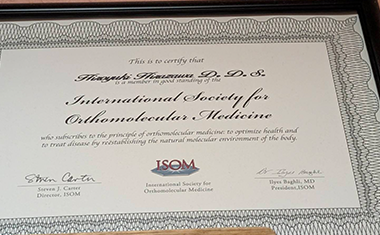 This is to certify that
D. D. S.
is a member in good standing of the
International Society for
Orthomolecular Medicine
who subscribes to the principle of orthomolecular medicine: to optimize health and
to treat disease by reestablishing the natural molecular environment of the body.
Steven J. Carter
Director, ISOM
ISOM
International Society for
Orthomolecular Medicine
Ilyes Baghli, MD
President, ISOM